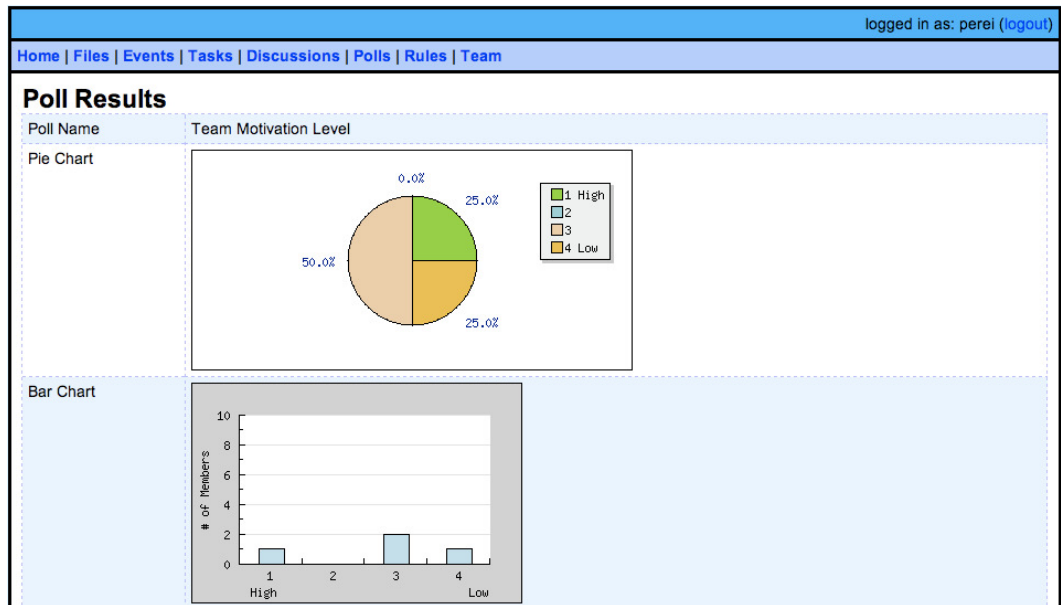 logged in as: perei (logout)
Home | Files | Events | Tasks | Discussions | Polls | Rules | Team
Poll Results
Poll Name Team Motivation Level
Pie Chart
0.0%
25.0%
50.0%
25.0%
1 High
2
3
4 Low
Bar Chart
# of Members
10
8
6
4
2
0
1 2 3 4
High Low